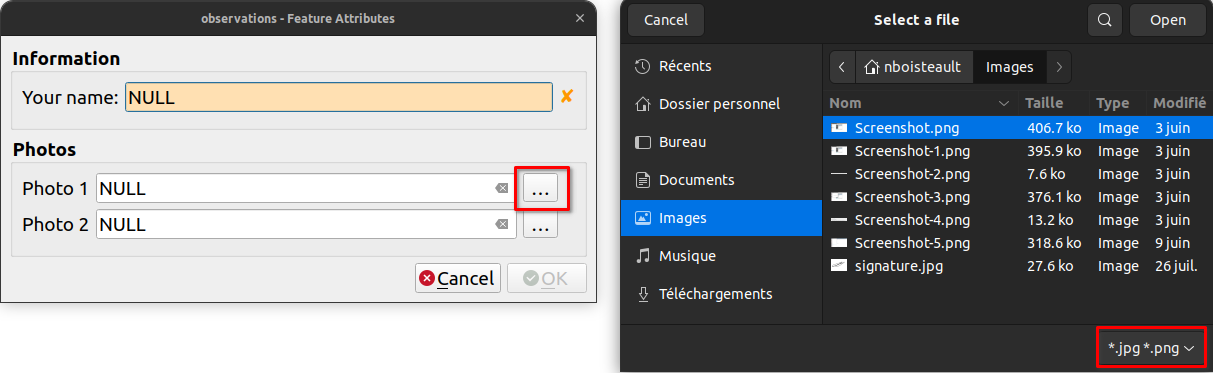 observations - Feature Attributes
Information
Your name: NULL
Photos
Photo 1 NULL ...
Photo 2 NULL ...
Cancel OK
Cancel Select a file Open
Récents
Dossier personnel
Bureau
Documents
Images
Musique
Téléchargements
nboisteault Images
Nom Taille Type Modifié
Screenshot.png 406.7 ko Image 3 juin
Screenshot-1.png 395.9 ko Image 3 juin
Screenshot-2.png 7.6 ko Image 3 juin
Screenshot-3.png 376.1 ko Image 3 juin
Screenshot-4.png 13.2 ko Image 3 juin
Screenshot-5.png 318.6 ko Image 9 juin
signature.jpg 27.6 ko Image 26 juil.
*.jpg *.png